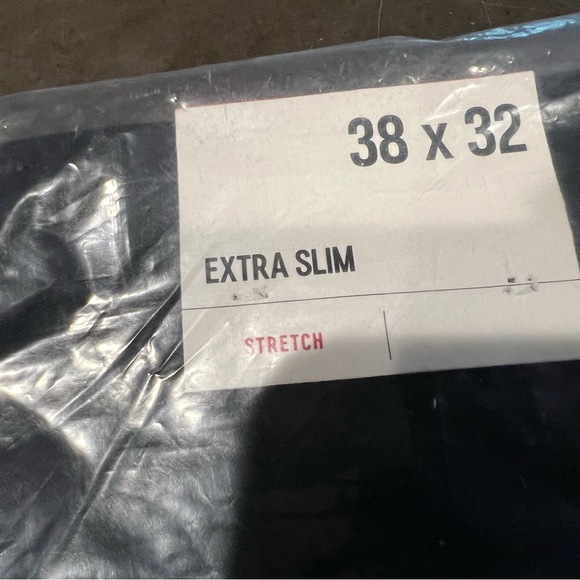 38 x 32
EXTRA SLIM
STRETCH